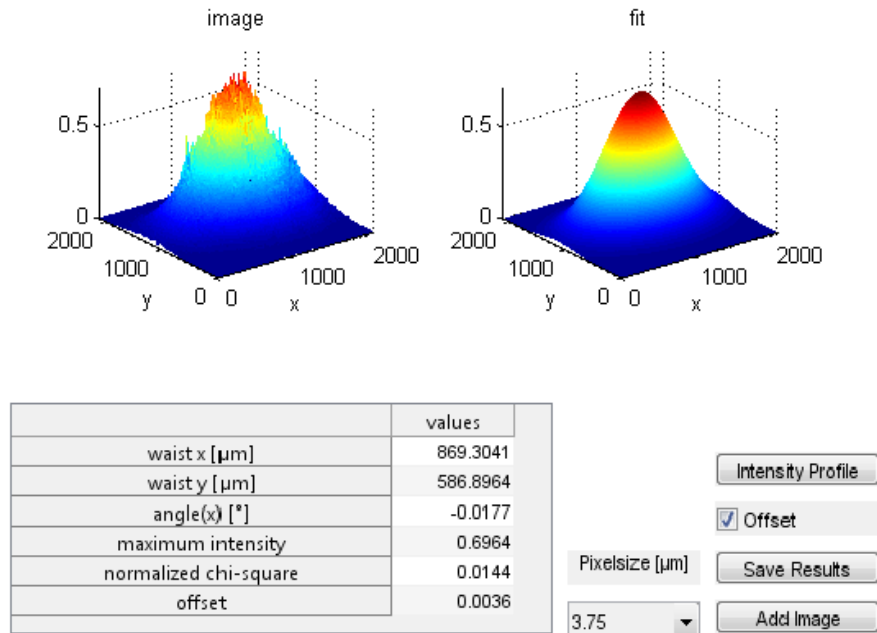 image fit
0.5 0.5
0 0
2000 2000
1000 1000
0 0
y x y x
0 1000 2000 0 1000 2000
values
waist x [µm] 869.3041
waist y [µm] 586.8964
angle(x) [°] -0.0177
maximum intensity 0.6964
normalized chi-square 0.0144
offset 0.0036
Intensity Profile
Offset
Pixelsize [µm]
Save Results
3.75
Add Image